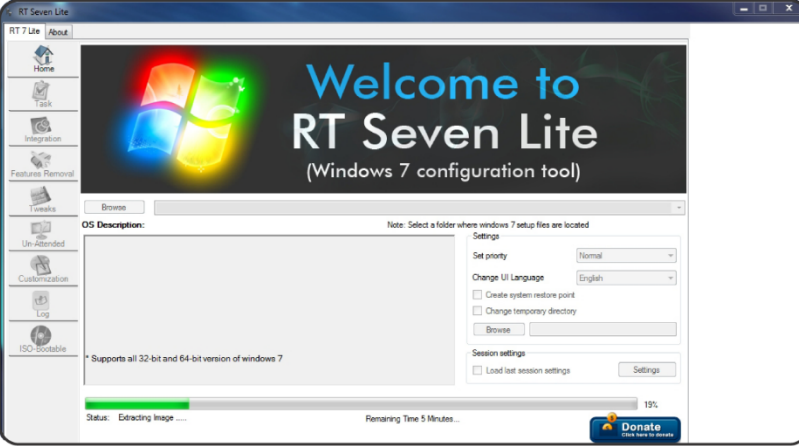 RT Seven Lite
RT 7 Lite About
Home
Task
Integration
Features Removal
Tweaks
Un-Attended
Customization
Log
ISO-Bootable
Welcome to
RT Seven Lite
(Windows 7 configuration tool)
Browse
OS Description:
Note: Select a folder where windows 7 setup files are located
* Supports all 32-bit and 64-bit version of windows 7
Settings
Set priority Normal
Change UI Language English
Create system restore point
Change temporary directory
Browse
Session settings
Load last session settings Settings
19%
Status: Extracting Image ..... Remaining Time 5 Minutes...
Donate
Click here to donate